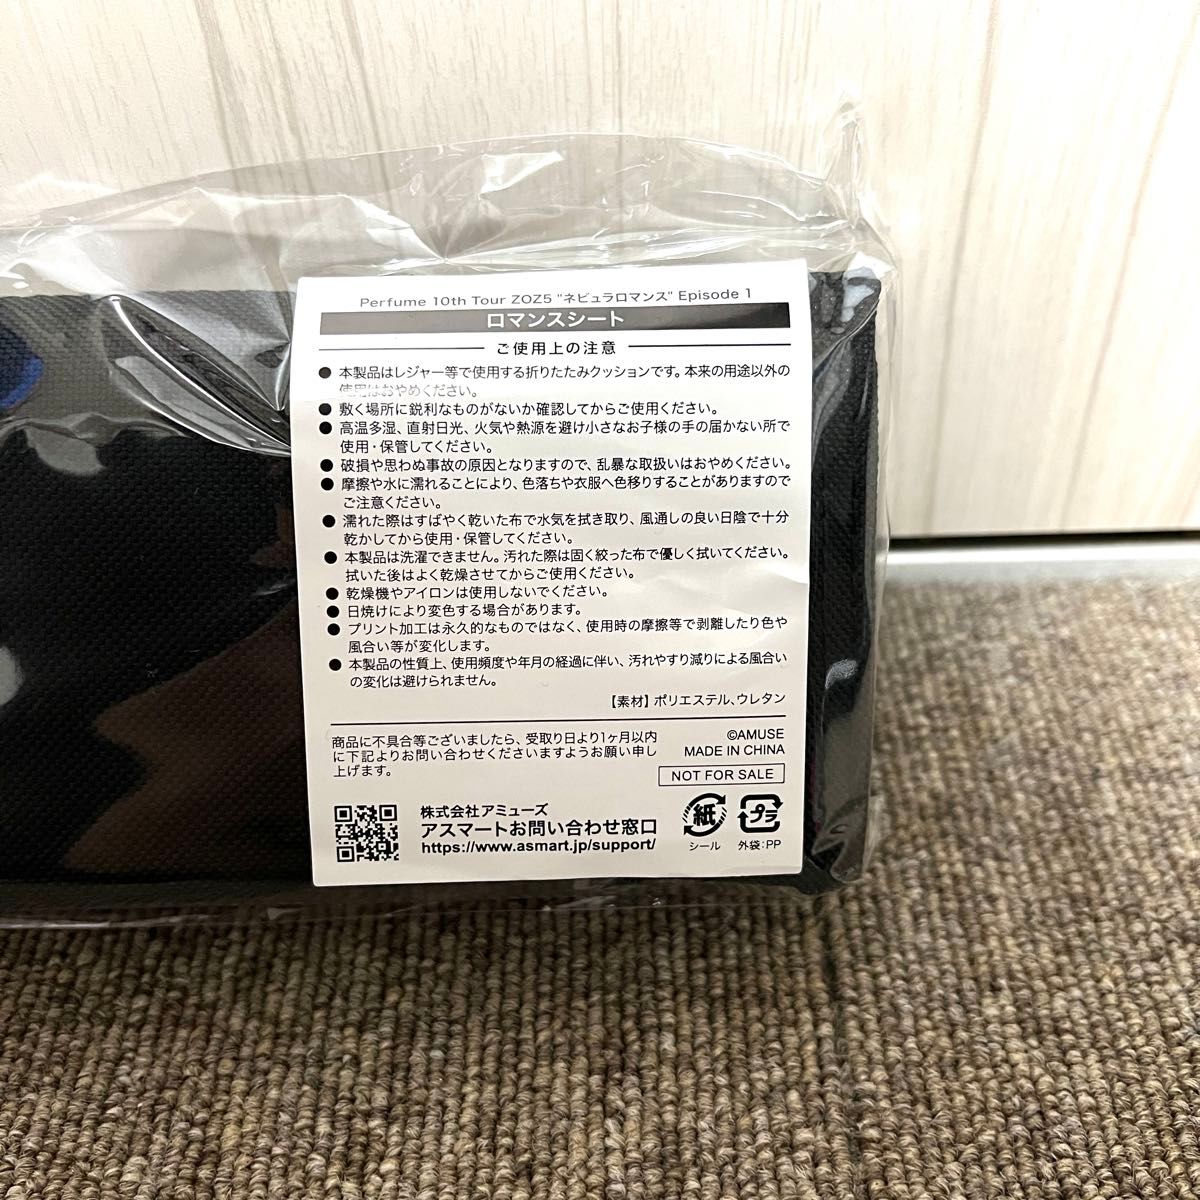 Perfume 10th Tour ZOZ5 "ネビュラロマンス" Episode 1
ロマンスシート
ご使用上の注意
● 本製品はレジャー等で使用する折りたたみクッションです。本来の用途以外の
使用はおやめください。
● 敷く場所に鋭利なものがないか確認してからご使用ください。
● 高温多湿、直射日光、火気や熱源を避け小さなお子様の手の届かない所で
使用・保管してください。
● 破損や思わぬ事故の原因となりますので、乱暴な取扱いはおやめください。
● 摩擦や水に濡れることにより、色落ちや衣服へ色移りすることがありますので
ご注意ください。
● 濡れた際はすばやく乾いた布で水気を拭き取り、風通しの良い日陰で十分
乾かしてから使用・保管してください。
● 本製品は洗濯できません。汚れた際は固く絞った布で優しく拭いてください。
拭いた後はよく乾燥させてからご使用ください。
● 乾燥機やアイロンは使用しないでください。
● 日焼けにより変色する場合があります。
● プリント加工は永久的なものではなく、使用時の摩擦等で剥離したり色や
風合い等が変化します。
● 本製品の性質上、使用頻度や年月の経過に伴い、汚れやすり減りによる風合い
の変化は避けられません。
【素材】ポリエステル、ウレタン
商品に不具合等ございましたら、受取り日より1ヶ月以内
に下記よりお問い合わせくださいますようお願い申し
上げます。
©AMUSE
MADE IN CHINA
NOT FOR SALE
株式会社アミューズ
アスマートお問い合わせ窓口
https://www.asmart.jp/support/
紙
シール
プラ
外袋:PP